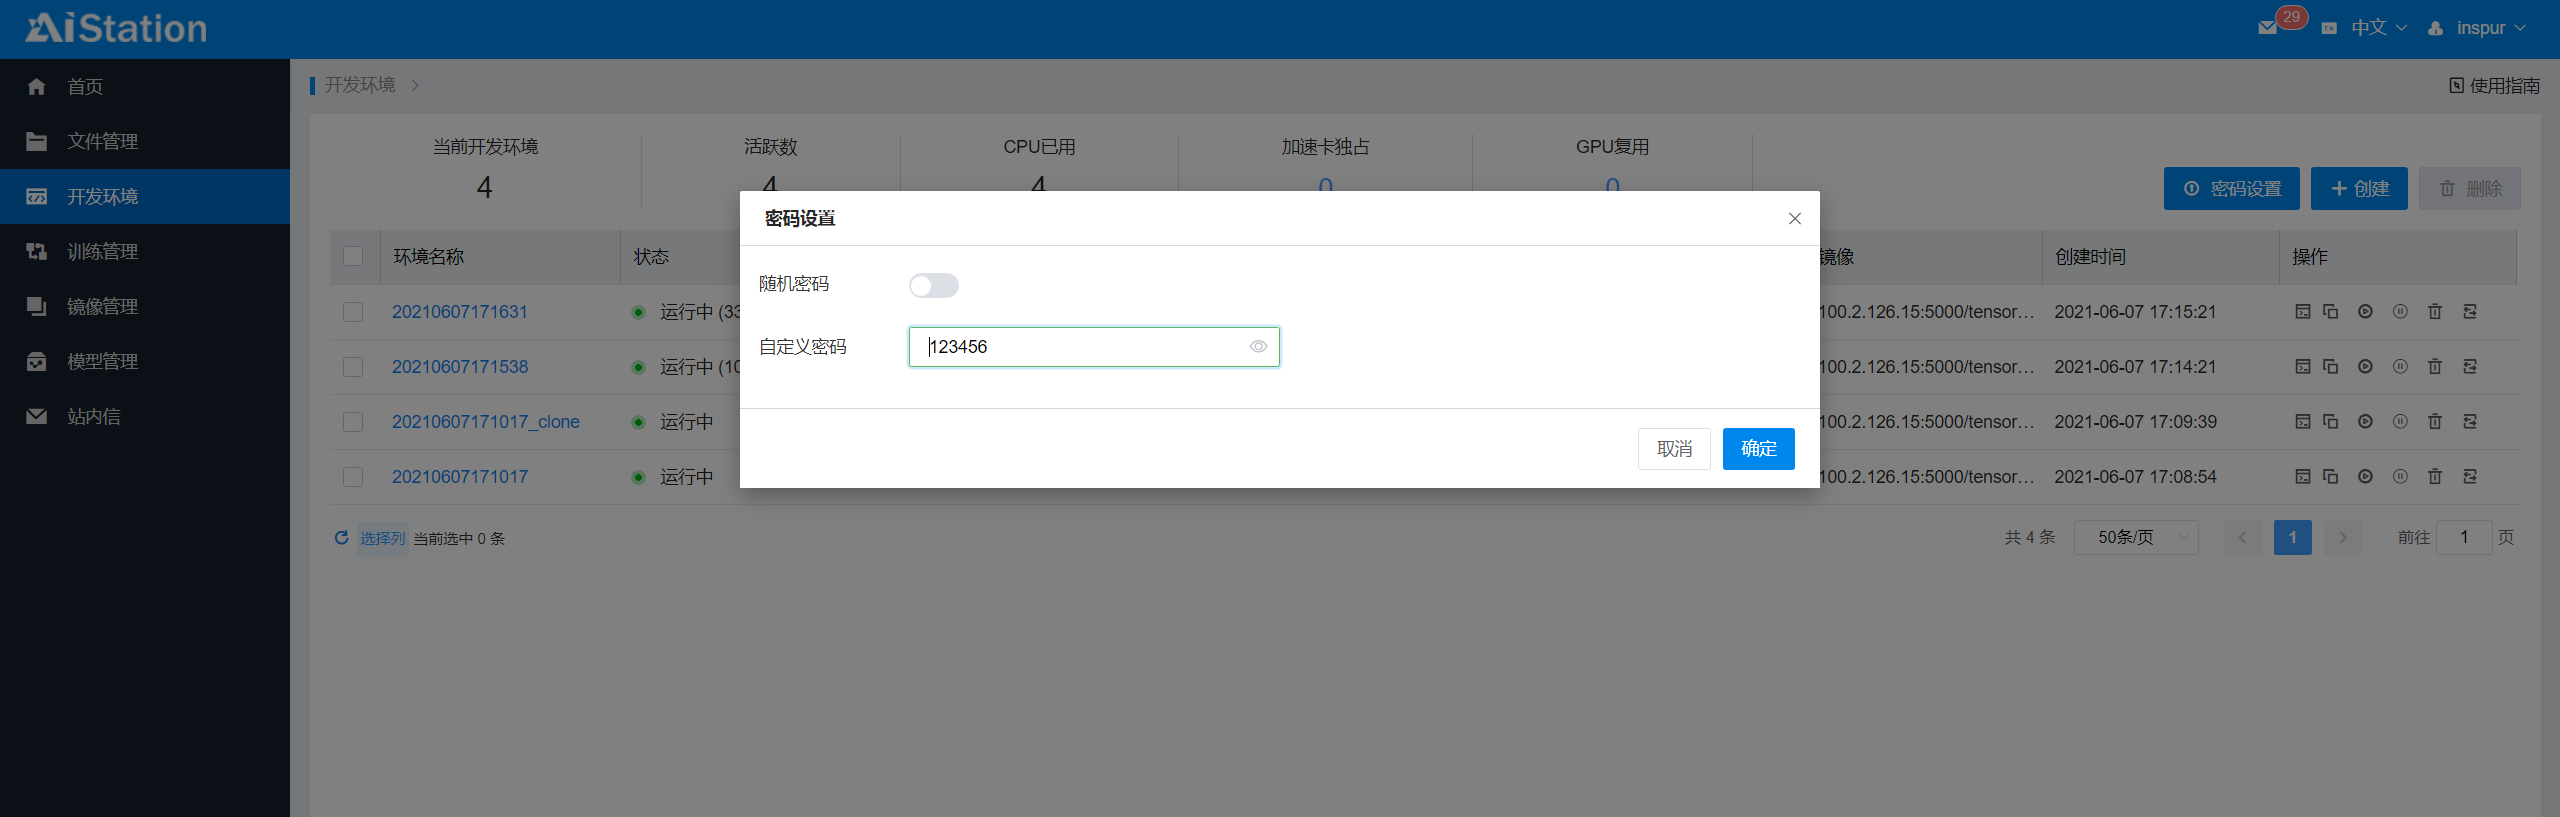 AiStation
29
CN 中文
inspur
首页
文件管理
开发环境
训练管理
镜像管理
模型管理
站内信
开发环境
使用指南
当前开发环境 活跃数 CPU已用 加速卡独占 GPU复用
4 4 4 0 0
密码设置 创建 删除
密码设置
随机密码
自定义密码 123456
取消 确定
环境名称 状态 镜像 创建时间 操作
20210607171631 运行中 (33 100.2.126.15:5000/tensor... 2021-06-07 17:15:21
20210607171538 运行中 (10 100.2.126.15:5000/tensor... 2021-06-07 17:14:21
20210607171017_clone 运行中 100.2.126.15:5000/tensor... 2021-06-07 17:09:39
20210607171017 运行中 100.2.126.15:5000/tensor... 2021-06-07 17:08:54
选择列 当前选中 0 条 共 4 条 50条/页 1 前往 1 页